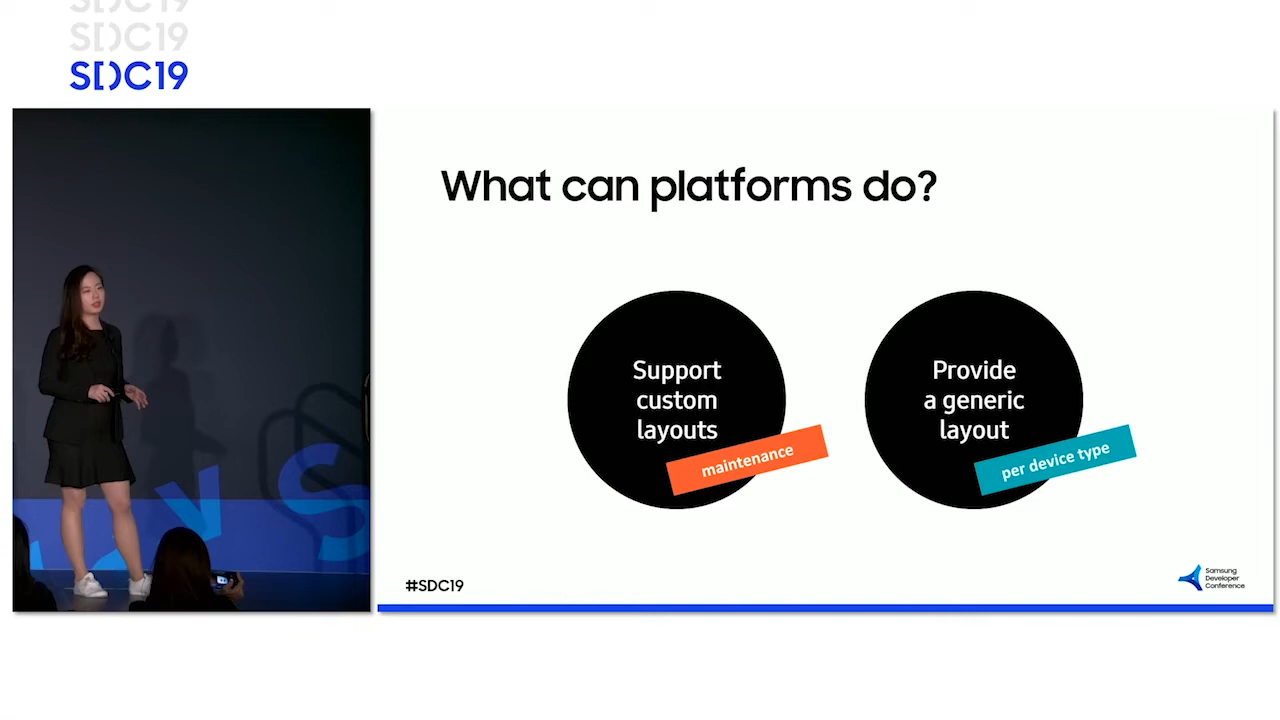 SDC19
SDC19
SDC19
What can platforms do?
Support
custom
layouts
maintenance
Provide
a generic
layout
per device type
#SDC19
Samsung
Developer
Conference